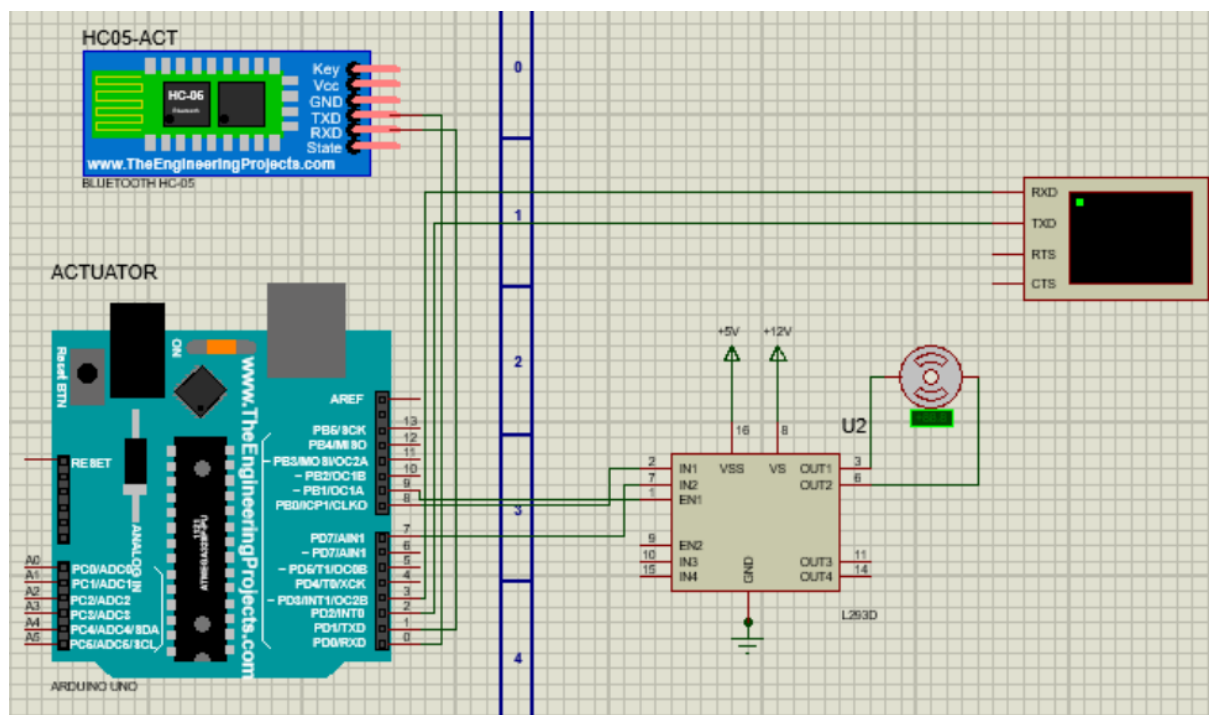 HC05-ACT
HC-06
Bluetooth
Key
Vcc
GND
TXD
RXD
State
www.TheEngineeringProjects.com
BLUETOOTH HC-05
0
1
2
3
4
RXD
TXD
RTS
CTS
ACTUATOR
Reset BTN
ON
www.TheEngineeringProjects.com
RESET
ANALOG IN
AREF
PB5/SCK
13
PB4/MISO
12
~ PB3/MOSI/OC2A
11
~ PB2/OC1B
10
~ PB1/OC1A
9
PB0/ICP1/CLKO
8
PD7/AIN1
7
~ PD7/AIN1
6
~ PD5/T1/OC0B
5
PD4/T0/XCK
4
~ PD3/INT1/OC2B
3
PD2/INT0
2
PD1/TXD
1
PD0/RXD
0
A0
PC0/ADC0
A1
PC1/ADC1
A2
PC2/ADC2
A3
PC3/ADC3
A4
PC4/ADC4/SDA
A5
PC5/ADC5/SCL
ARDUINO UNO
+5V
+12V
U2
16
8
2
IN1
VSS
VS
OUT1
3
7
IN2
OUT2
6
1
EN1
9
EN2
10
IN3
OUT3
11
15
IN4
OUT4
14
GND
L293D